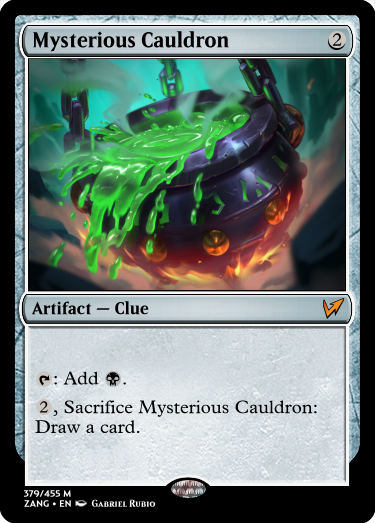 Mysterious Cauldron 2
Artifact — Clue
: Add .
2, Sacrifice Mysterious Cauldron:
Draw a card.
379/455 M
ZANG • EN Gabriel Rubio